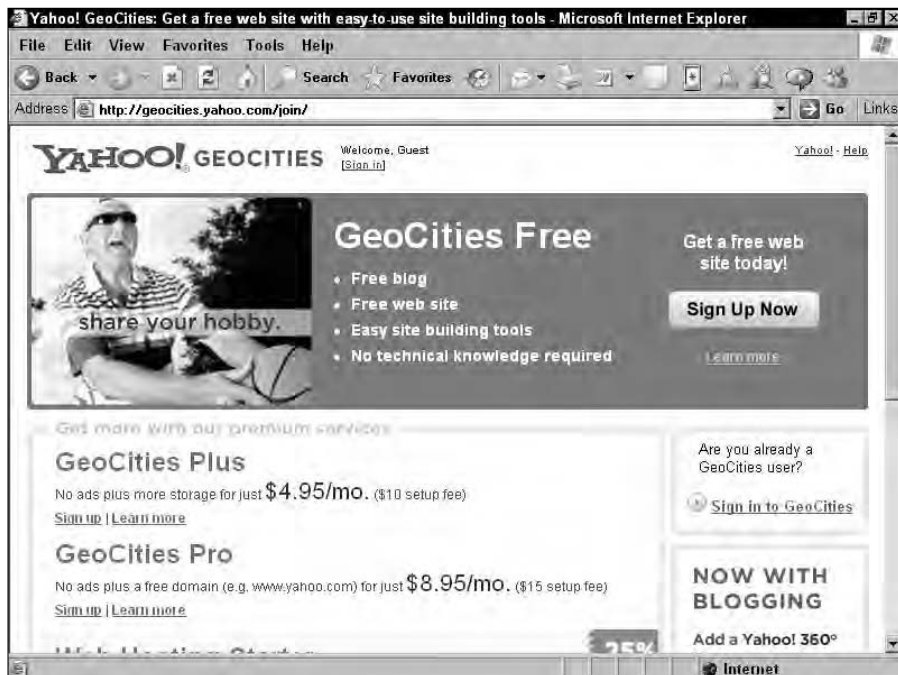 Yahoo! GeoCities: Get a free web site with easy-to-use site building tools - Microsoft Internet Explorer
File Edit View Favorites Tools Help
Back Search Favorites
Address http://geocities.yahoo.com/join/ Go Links
YAHOO! GEOCITIES
Welcome, Guest
[Sign in]
Yahoo! - Help
share your hobby.
GeoCities Free
• Free blog
• Free web site
• Easy site building tools
• No technical knowledge required
Get a free web
site today!
Sign Up Now
Learn more
Get more with our premium services
GeoCities Plus
No ads plus more storage for just $4.95/mo. ($10 setup fee)
Sign up | Learn more
GeoCities Pro
No ads plus a free domain (e.g. www.yahoo.com) for just $8.95/mo. ($15 setup fee)
Sign up | Learn more
Web Hosting Starter
25%
Are you already a
GeoCities user?
Sign in to GeoCities
NOW WITH
BLOGGING
Add a Yahoo! 360°
Internet